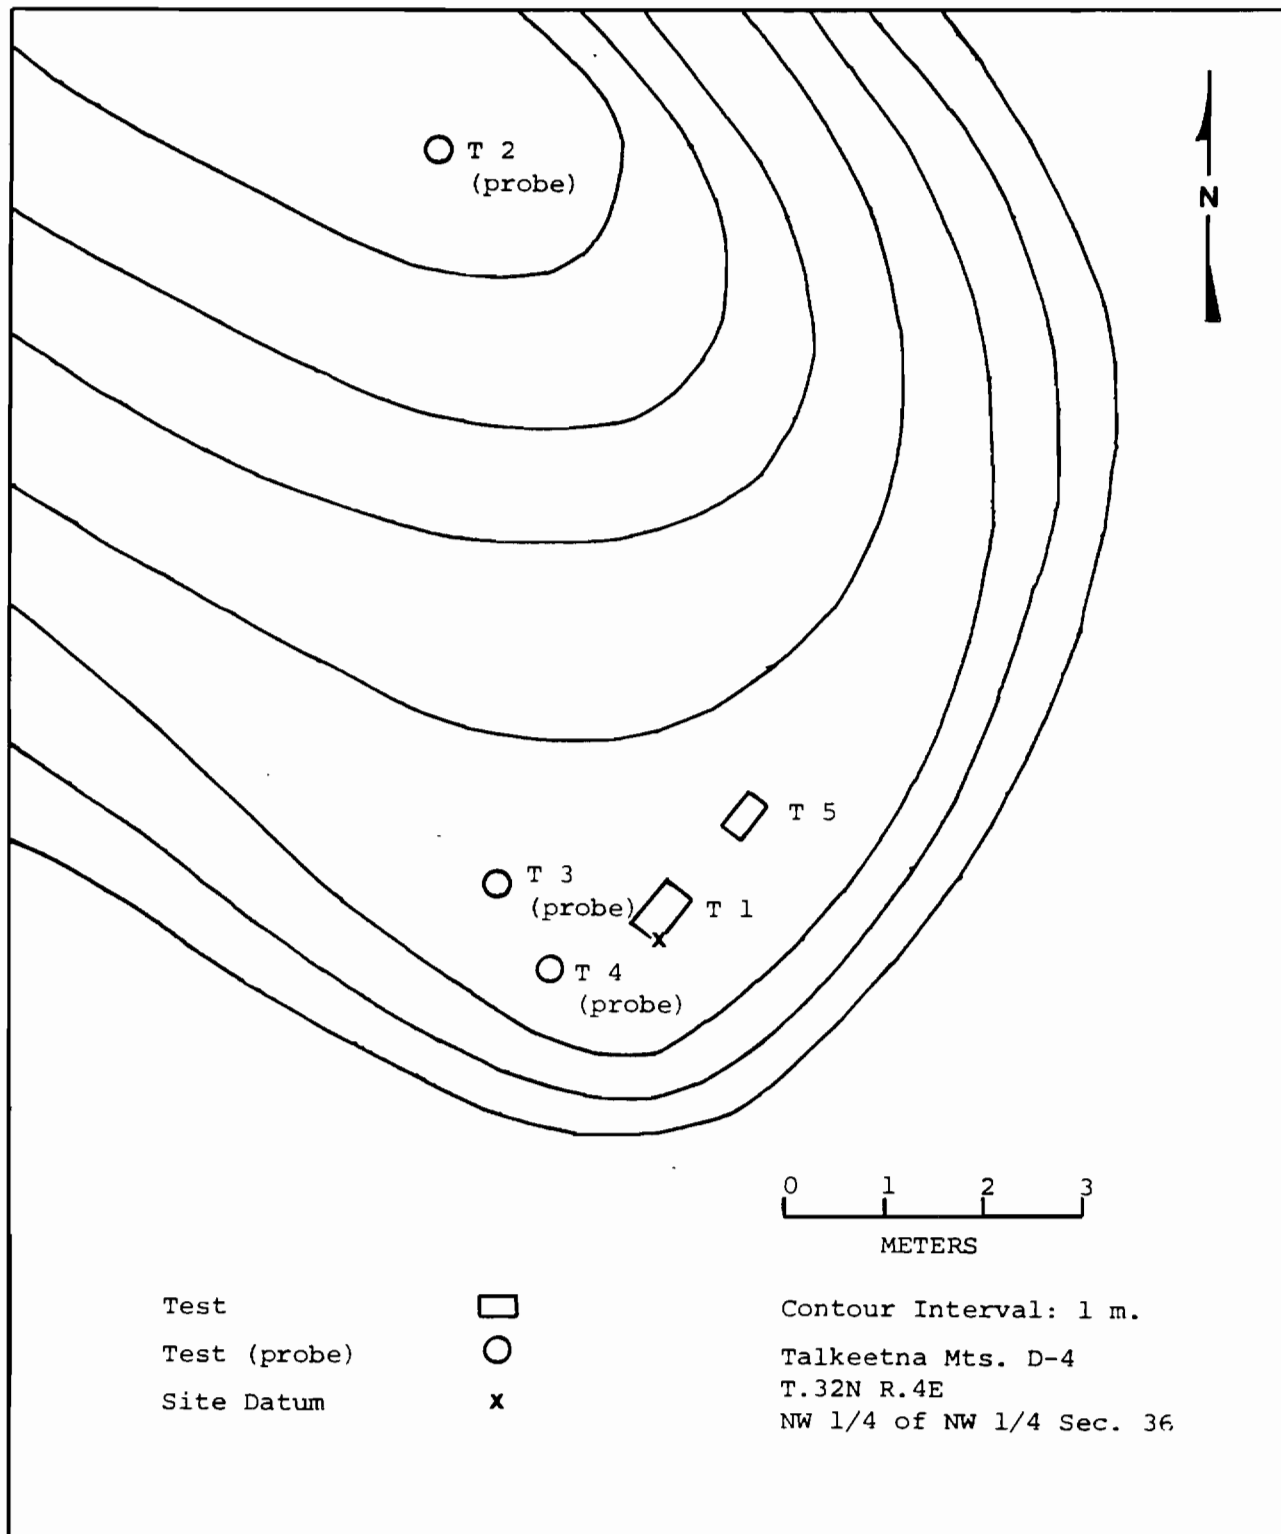 T 2
(probe)
N
T 5
T 3
(probe)
T 1
x
T 4
(probe)
0 1 2 3
METERS
Test
Test (probe)
Site Datum x
Contour Interval: 1 m.
Talkeetna Mts. D-4
T.32N R.4E
NW 1/4 of NW 1/4 Sec. 36